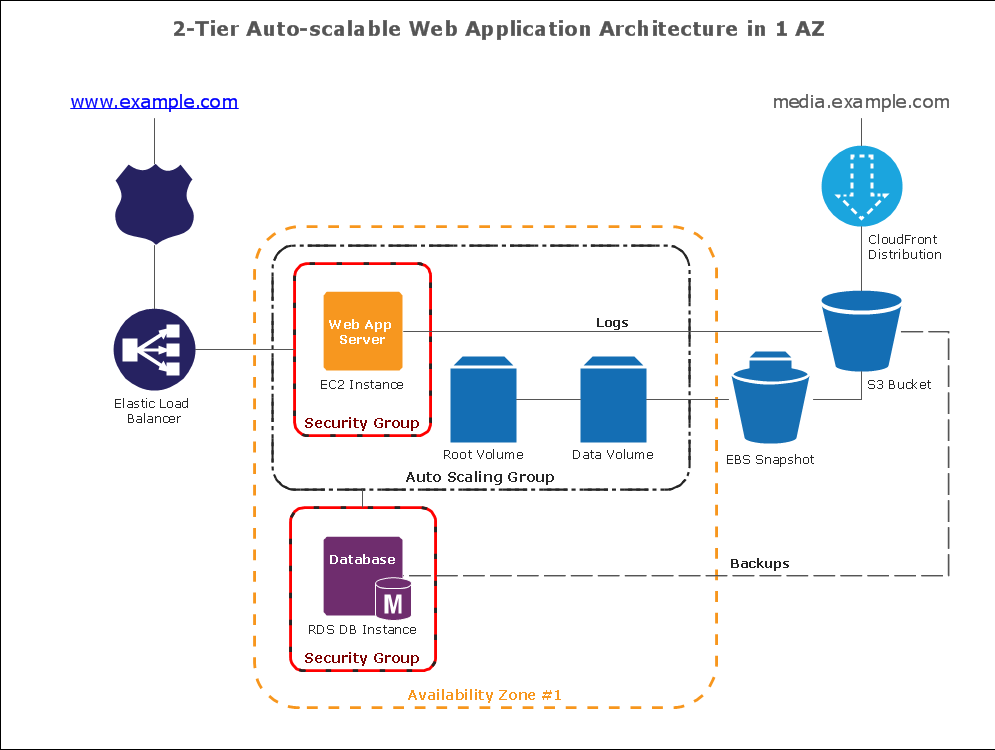 2-Tier Auto-scalable Web Application Architecture in 1 AZ
www.example.com
media.example.com
CloudFront
Distribution
Logs
Web App
Server
EC2 Instance
Security Group
Elastic Load
Balancer
S3 Bucket
Root Volume
Data Volume
EBS Snapshot
Auto Scaling Group
Database
M
RDS DB Instance
Security Group
Backups
Availability Zone #1